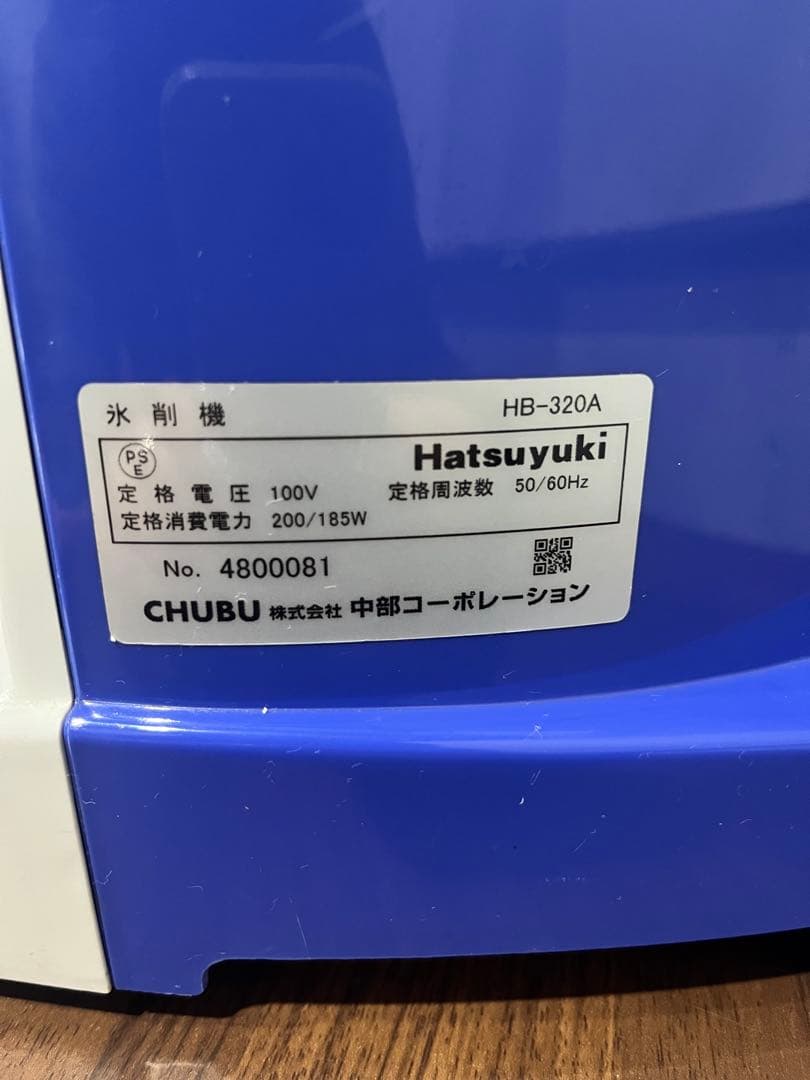 氷削機 HB-320A
PS E Hatsuyuki
定格電圧 100V 定格周波数 50/60Hz
定格消費電力 200/185W
No. 4800081
CHUBU 株式会社 中部コーポレーション